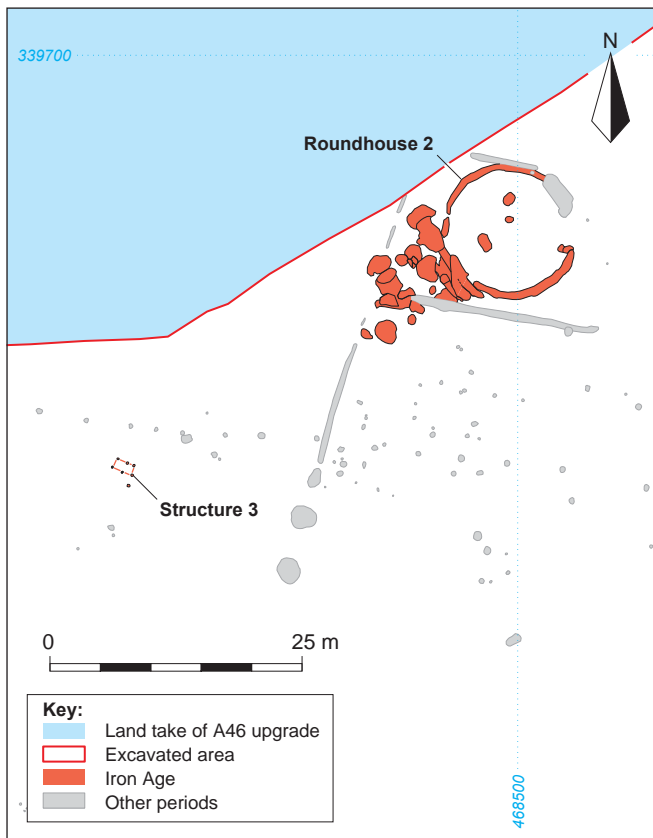 339700
N
Roundhouse 2
Structure 3
0 25 m
Key:
Land take of A46 upgrade
Excavated area
Iron Age
Other periods
468500